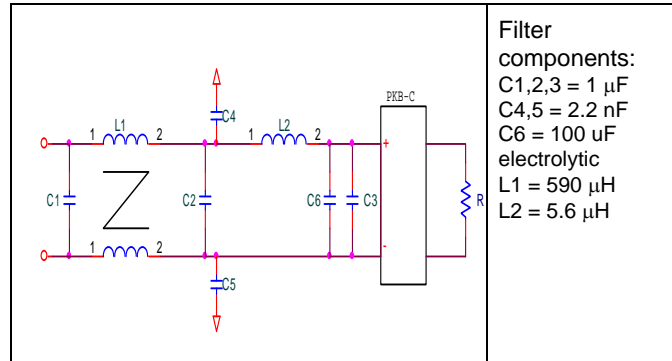 C4
L1
1
2
L2
1
2
PKB-C
+
C1
C2
C6
C3
R
1
2
-
C5
Filter
components:
C1,2,3 = 1 μF
C4,5 = 2.2 nF
C6 = 100 uF
electrolytic
L1 = 590 μH
L2 = 5.6 μH